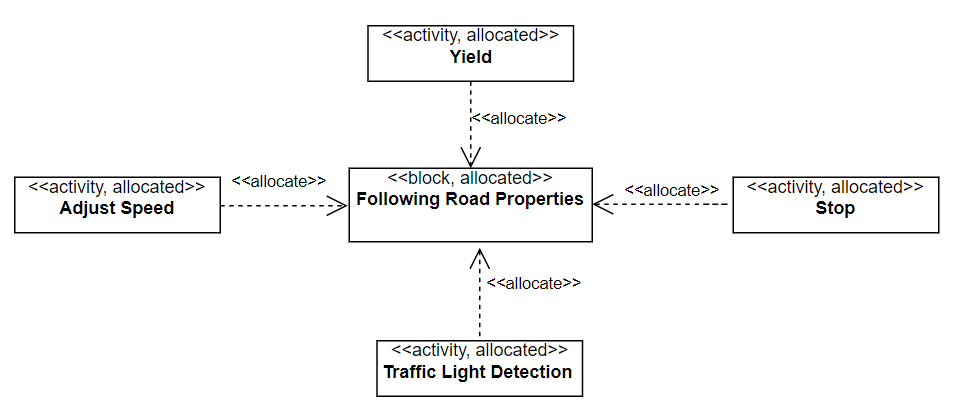 <<activity, allocated>>
Yield
<<allocate>>
<<activity, allocated>>
Adjust Speed
<<allocate>>
<<block, allocated>>
Following Road Properties
<<allocate>>
<<activity, allocated>>
Stop
<<allocate>>
<<activity, allocated>>
Traffic Light Detection